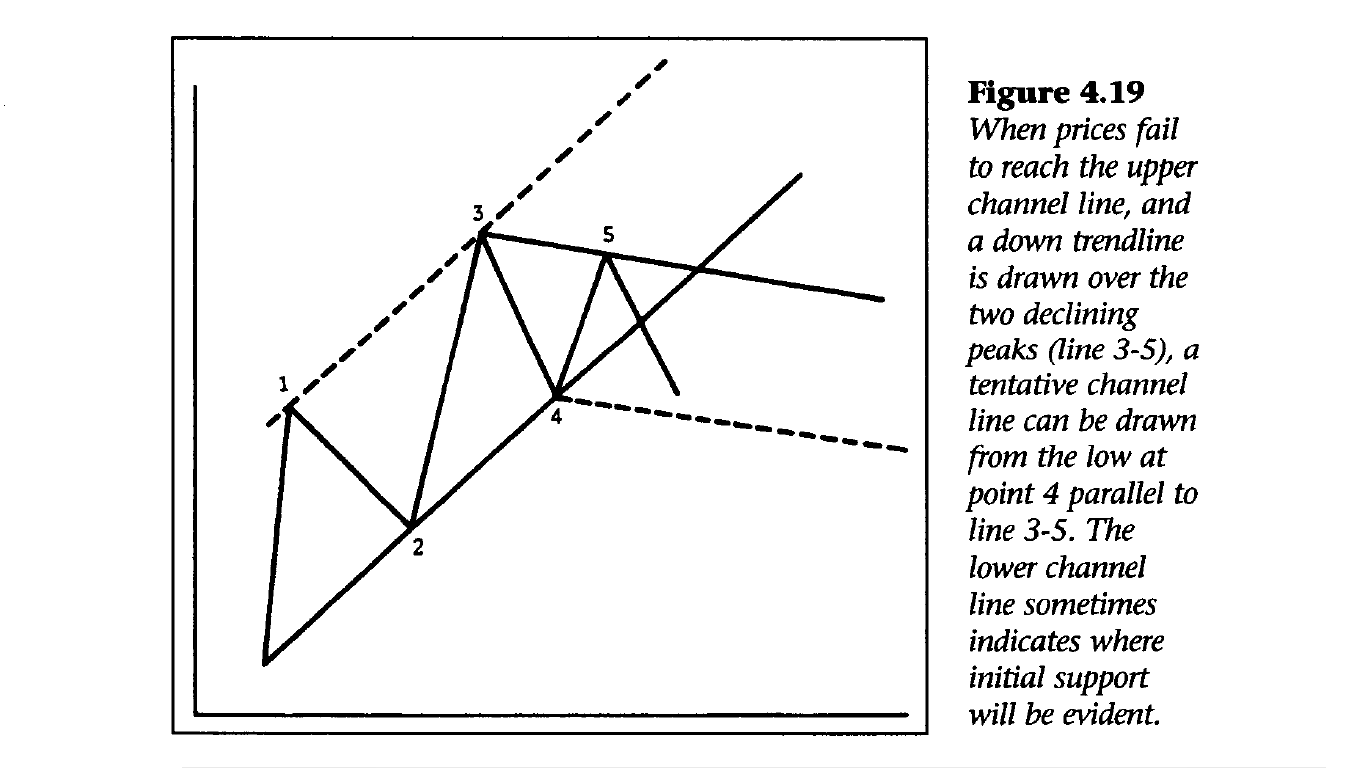 3
5
1
4
2
Figure 4.19
When prices fail
to reach the upper
channel line, and
a down trendline
is drawn over the
two declining
peaks (line 3-5), a
tentative channel
line can be drawn
from the low at
point 4 parallel to
line 3-5. The
lower channel
line sometimes
indicates where
initial support
will be evident.